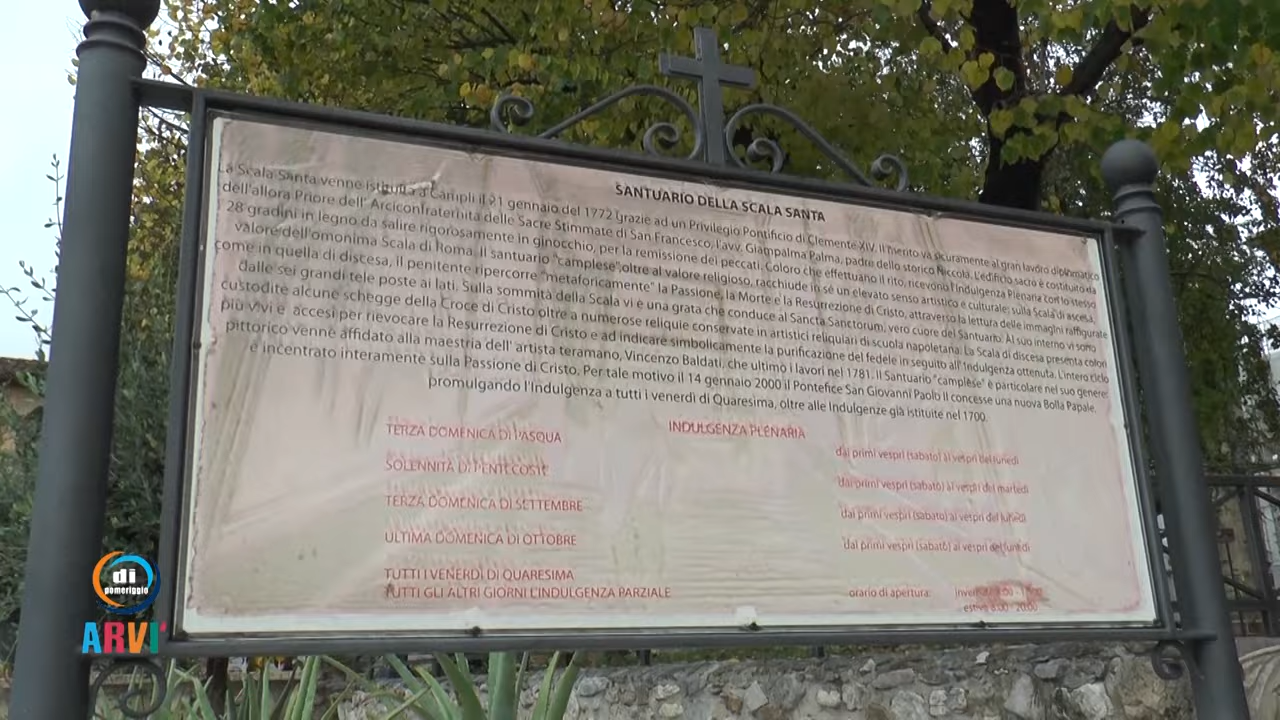 SANTUARIO DELLA SCALA SANTA
La Scala Santa venne istituita a Campli il 21 gennaio del 1772 grazie ad un Privilegio Pontificio di Clemente XIV. Il merito va sicuramente al gran lavoro diplomatico
dell'allora Priore dell' Arciconfraternita delle Sacre Stimmate di San Francesco, l'avv. Giampalma Palma, padre dello storico Niccola. L'edificio sacro è costituito da
28 gradini in legno da salire rigorosamente in ginocchio, per la remissione dei peccati. Coloro che effettuano il rito, ricevono l'Indulgenza Plenaria con lo stesso
valore dell'omonima Scala di Roma. Il santuario "camplese",oltre al valore religioso, racchiude in sé un elevato senso artistico e culturale: sulla Scala di ascesa,
come in quella di discesa, il penitente ripercorre "metaforicamente" la Passione, la Morte e la Resurrezione di Cristo, attraverso la lettura delle immagini raffigurate
dalle sei grandi tele poste ai lati. Sulla sommità della Scala vi è una grata che conduce al Sancta Sanctorum, vero cuore del Santuario. Al suo interno vi sono
custodite alcune schegge della Croce di Cristo oltre a numerose reliquie conservate in artistici reliquiari di scuola napoletana. La Scala di discesa presenta colori
più vivi e accesi per rievocare la Resurrezione di Cristo e ad indicare simbolicamente la purificazione del fedele in seguito all' Indulgenza ottenuta. L'intero ciclo
pittorico venne affidato alla maestria dell' artista teramano, Vincenzo Baldati, che ultimò i lavori nel 1781. Il Santuario "camplese" è particolare nel suo genere:
è incentrato interamente sulla Passione di Cristo. Per tale motivo il 14 gennaio 2000 il Pontefice San Giovanni Paolo II concesse una nuova Bolla Papale,
promulgando l'Indulgenza a tutti i venerdì di Quaresima, oltre alle Indulgenze già istituite nel 1700.
INDULGENZA PLENARIA
TERZA DOMENICA DI PASQUA dai primi vespri (sabato) ai vespri del lunedì
SOLENNITÀ DI PENTECOSTE dai primi vespri (sabato) ai vespri del martedì
TERZA DOMENICA DI SETTEMBRE dai primi vespri (sabato) ai vespri del lunedì
ULTIMA DOMENICA DI OTTOBRE dai primi vespri (sabato) ai vespri del lunedì
TUTTI I VENERDÌ DI QUARESIMA
TUTTI GLI ALTRI GIORNI L'INDULGENZA PARZIALE orario di apertura:
estivo 8:00 - 20:00
di
pomeriggio
ARVI'